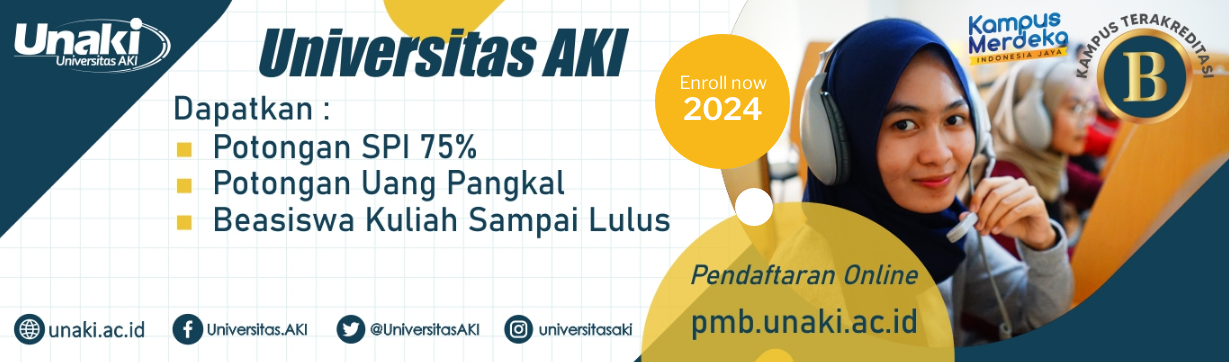 Unaki
Universitas AKI
Universitas AKI
Dapatkan :
Potongan SPI 75%
Potongan Uang Pangkal
Beasiswa Kuliah Sampai Lulus
Enroll now
2024
Kampus
Merdeka
INDONESIA JAYA
KAMPUS TERAKREDITASI
B
Pendaftaran Online
pmb.unaki.ac.id
unaki.ac.id
Universitas.AKI
@UniversitasAKI
universitasaki